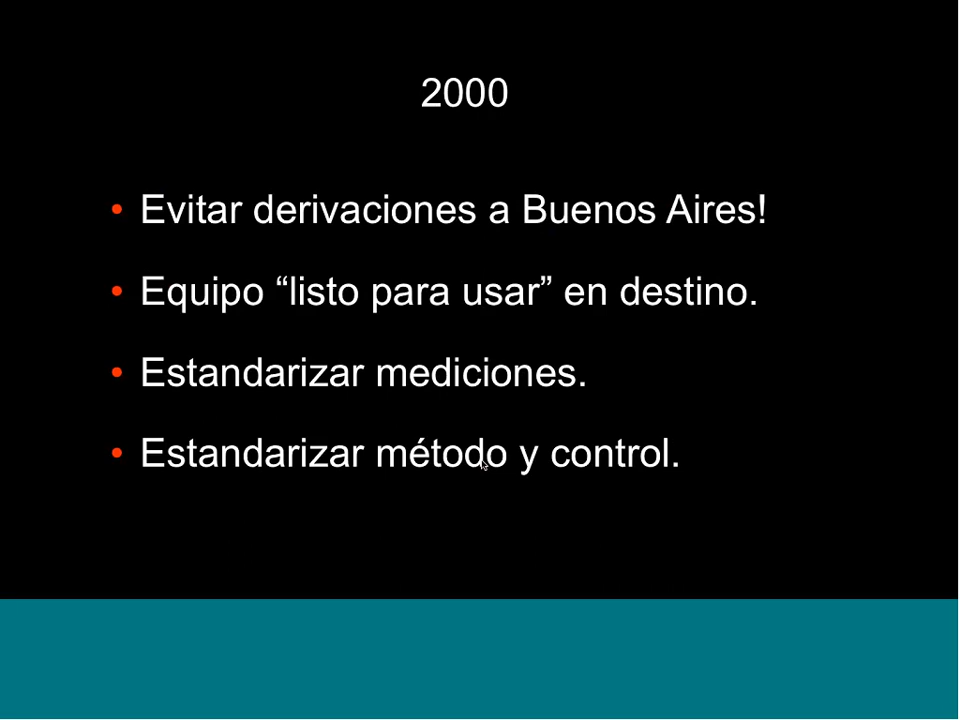 2000
• Evitar derivaciones a Buenos Aires!
• Equipo “listo para usar” en destino.
• Estandarizar mediciones.
• Estandarizar método y control.